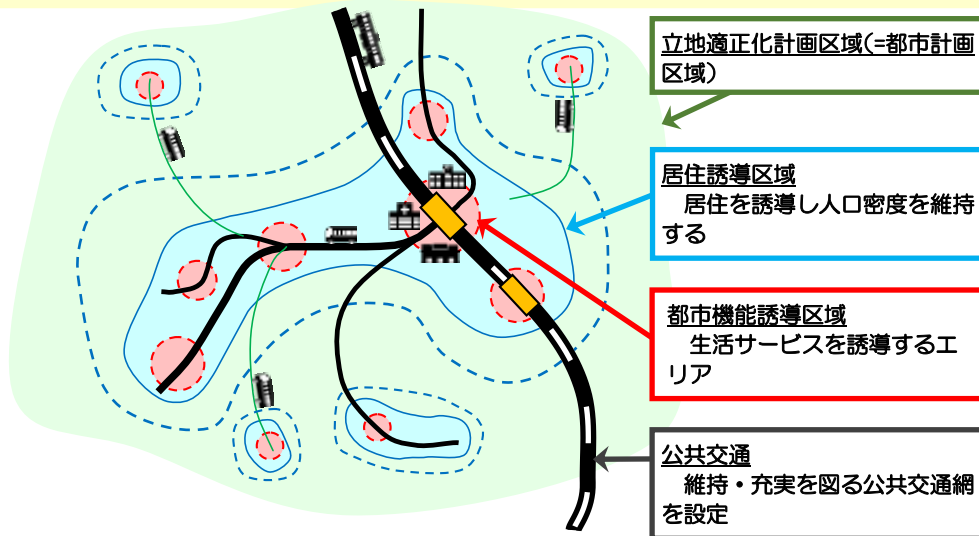 立地適正化計画区域(=都市計画
区域)
居住誘導区域
居住を誘導し人口密度を維持
する
都市機能誘導区域
生活サービスを誘導するエ
リア
公共交通
維持・充実を図る公共交通網
を設定